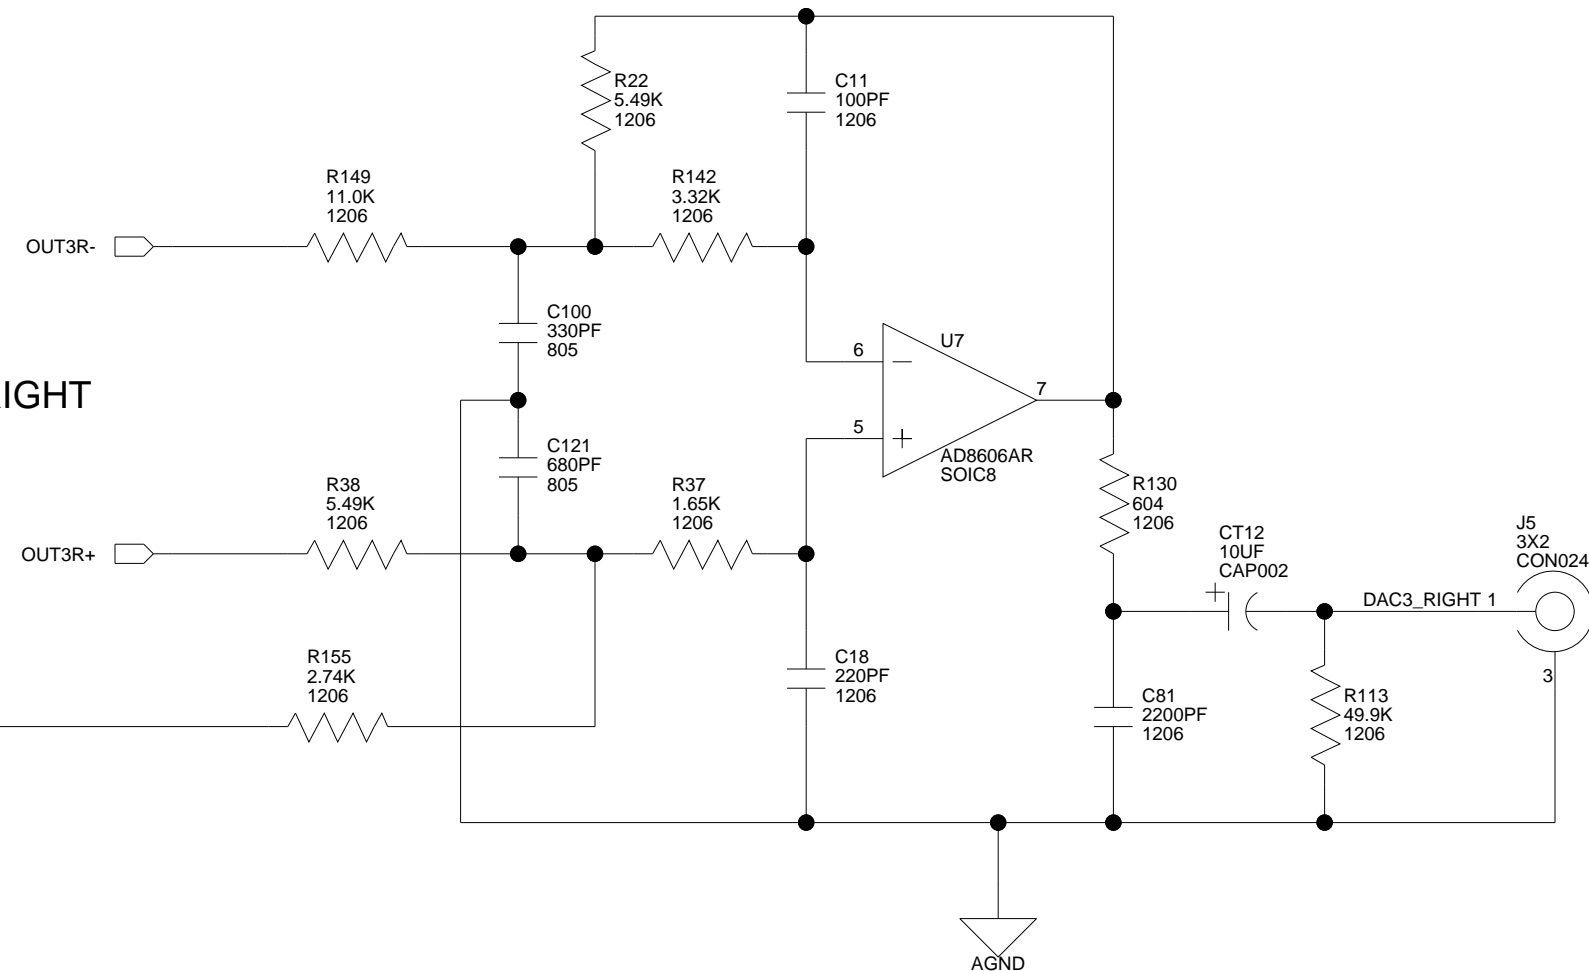 R22
5.49K
1206
C11
100PF
1206
R149
11.0K
1206
R142
3.32K
1206
OUT3R-
C100
330PF
805
6
U7
7
IGHT
5
C121
680PF
805
AD8606AR
SOIC8
R38
5.49K
1206
R37
1.65K
1206
R130
604
1206
OUT3R+
CT12
10UF
CAP002
J5
3X2
CON024
DAC3_RIGHT 1
R155
2.74K
1206
C18
220PF
1206
3
C81
2200PF
1206
R113
49.9K
1206
AGND